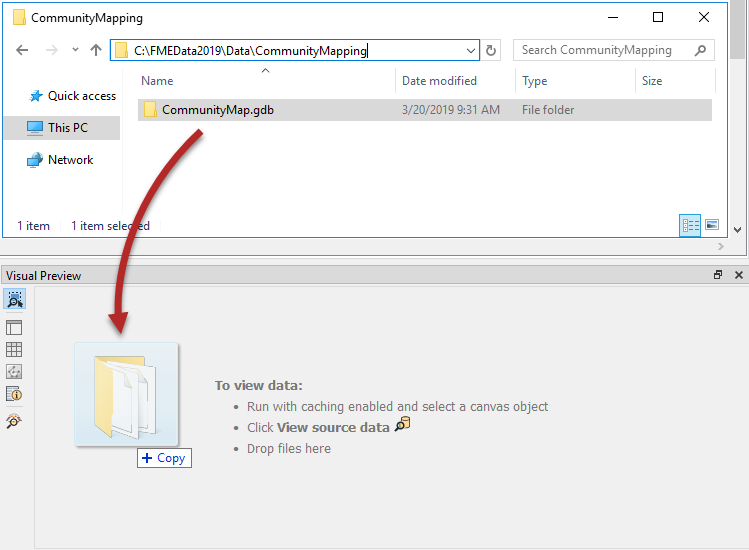 CommunityMapping
C:\FMEData2019\Data\CommunityMapping
Search CommunityMapping
Name Date modified Type Size
Quick access
CommunityMap.gdb 3/20/2019 9:31 AM File folder
This PC
Network
1 item 1 item selected
Visual Preview
To view data:
• Run with caching enabled and select a canvas object
• Click View source data
• Drop files here
+ Copy